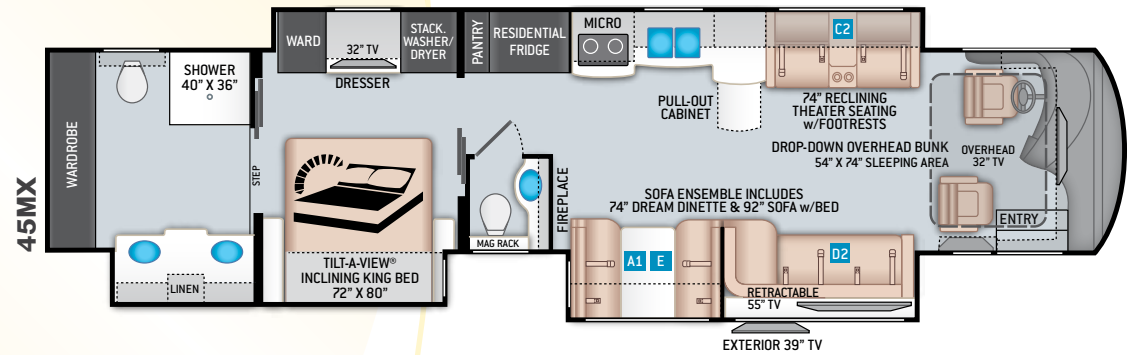 45MX
WARDROBE
SHOWER
40” X 36”
LINEN
STEP
WARD
32” TV
DRESSER
STACK.
WASHER/
DRYER
TILT-A-VIEW®
INCLINING KING BED
72” X 80”
PANTRY
RESIDENTIAL
FRIDGE
MAG RACK
FIREPLACE
MICRO
PULL-OUT
CABINET
C2
74” RECLINING
THEATER SEATING
w/FOOTRESTS
DROP-DOWN OVERHEAD BUNK
54” X 74” SLEEPING AREA
OVERHEAD
32” TV
SOFA ENSEMBLE INCLUDES
74” DREAM DINETTE & 92” SOFA w/BED
A1
E
D2
RETRACTABLE
55” TV
ENTRY
EXTERIOR 39” TV